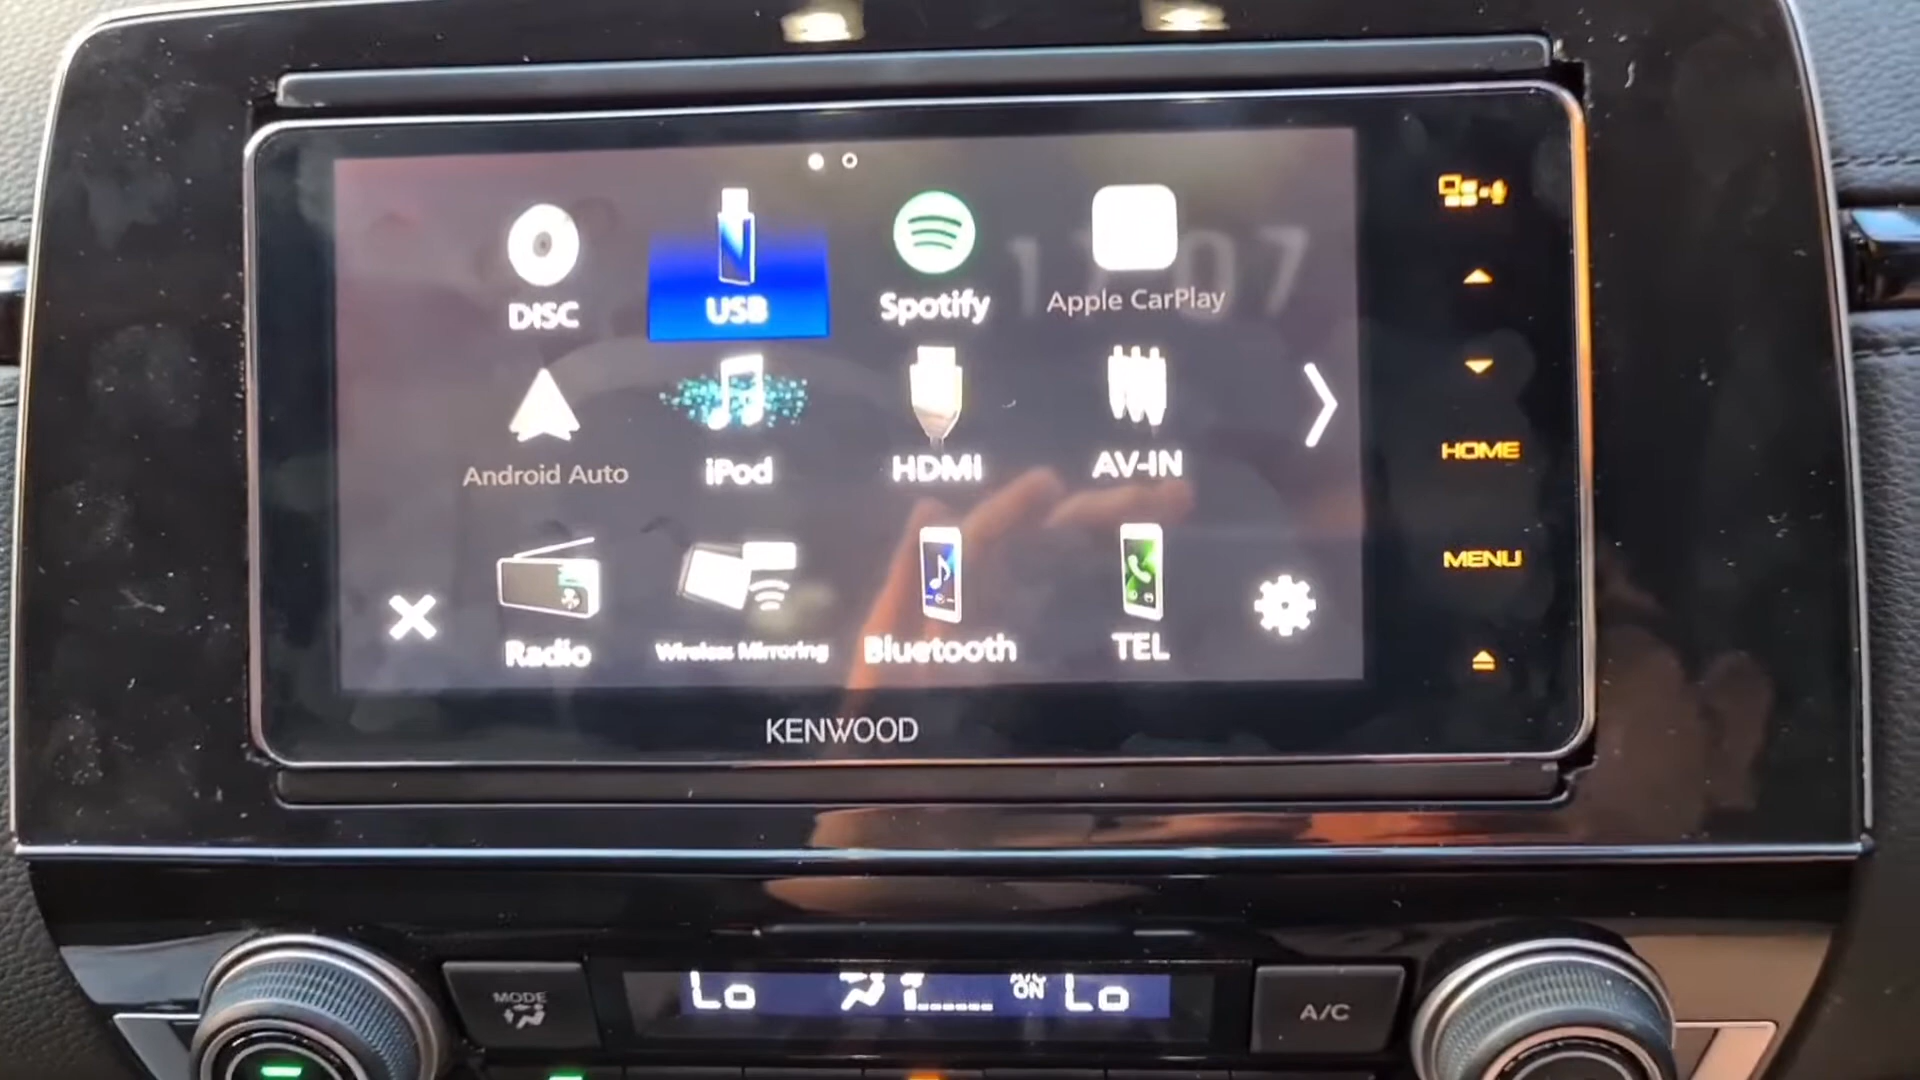 DISC
USB
Spotify
Apple CarPlay
Android Auto
iPod
HDMI
AV-IN
HOME
MENU
Radio
Wireless Mirroring
Bluetooth
TEL
KENWOOD
MODE
Lo
A/C
ON
Lo
A/C